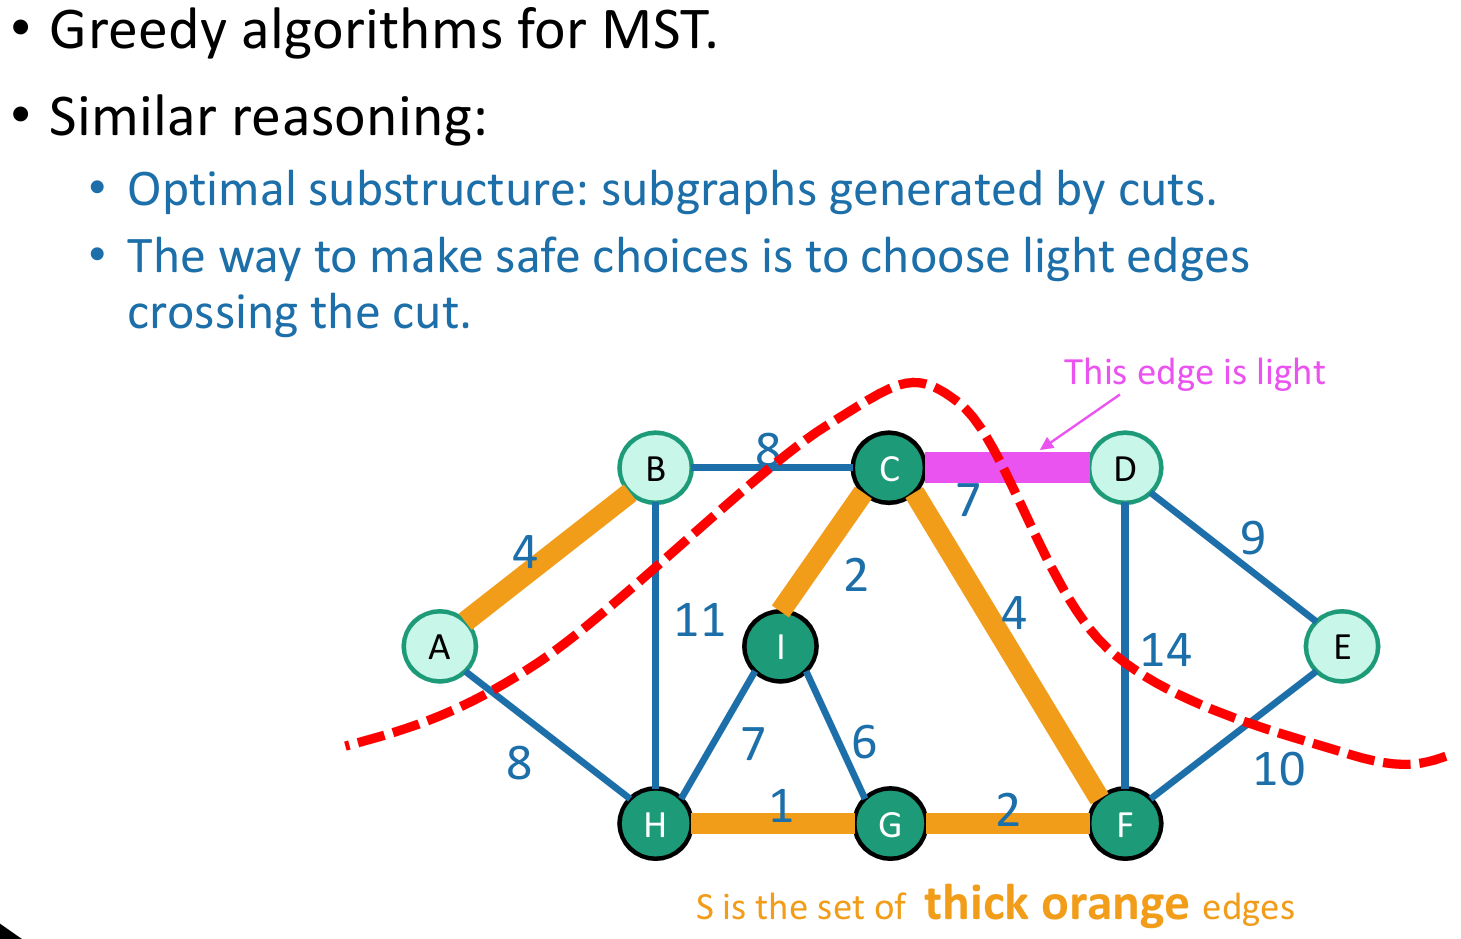 • Greedy algorithms for MST.
• Similar reasoning:
• Optimal substructure: subgraphs generated by cuts.
• The way to make safe choices is to choose light edges
crossing the cut.
This edge is light
8
B
C
D
7
4
9
2
11
4
A
I
14
E
8
7
6
10
1
2
H
G
F
S is the set of thick orange edges